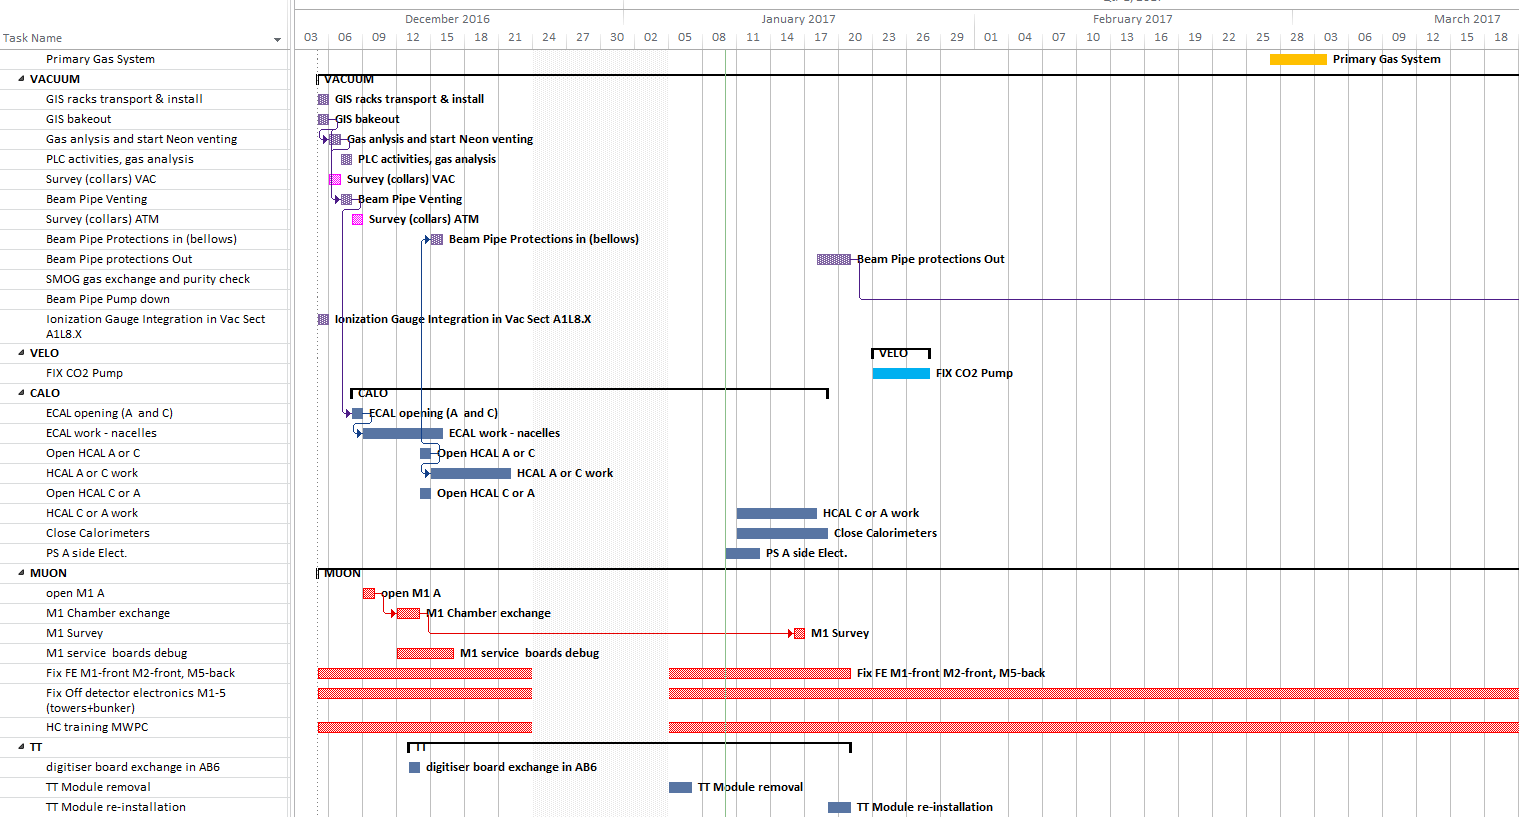 December 2016 January 2017 February 2017 March 2017
Task Name 03 06 09 12 15 18 21 24 27 30 02 05 08 11 14 17 20 23 26 29 01 04 07 10 13 16 19 22 25 28 03 06 09 12 15 18
Primary Gas System Primary Gas System
VACUUM VACUUM
GIS racks transport & install GIS racks transport & install
GIS bakeout GIS bakeout
Gas anlysis and start Neon venting Gas anlysis and start Neon venting
PLC activities, gas analysis PLC activities, gas analysis
Survey (collars) VAC Survey (collars) VAC
Beam Pipe Venting Beam Pipe Venting
Survey (collars) ATM Survey (collars) ATM
Beam Pipe Protections in (bellows) Beam Pipe Protections in (bellows)
Beam Pipe protections Out Beam Pipe protections Out
SMOG gas exchange and purity check
Beam Pipe Pump down
Ionization Gauge Integration in Vac Sect Ionization Gauge Integration in Vac Sect A1L8.X
A1L8.X
VELO VELO
FIX CO2 Pump FIX CO2 Pump
CALO CALO
ECAL opening (A and C) ECAL opening (A and C)
ECAL work - nacelles ECAL work - nacelles
Open HCAL A or C Open HCAL A or C
HCAL A or C work HCAL A or C work
Open HCAL C or A Open HCAL C or A
HCAL C or A work HCAL C or A work
Close Calorimeters Close Calorimeters
PS A side Elect. PS A side Elect.
MUON MUON
open M1 A open M1 A
M1 Chamber exchange M1 Chamber exchange
M1 Survey M1 Survey
M1 service boards debug M1 service boards debug
Fix FE M1-front M2-front, M5-back Fix FE M1-front M2-front, M5-back
Fix Off detector electronics M1-5
(towers+bunker)
HC training MWPC
TT TT
digitiser board exchange in AB6 digitiser board exchange in AB6
TT Module removal TT Module removal
TT Module re-installation TT Module re-installation